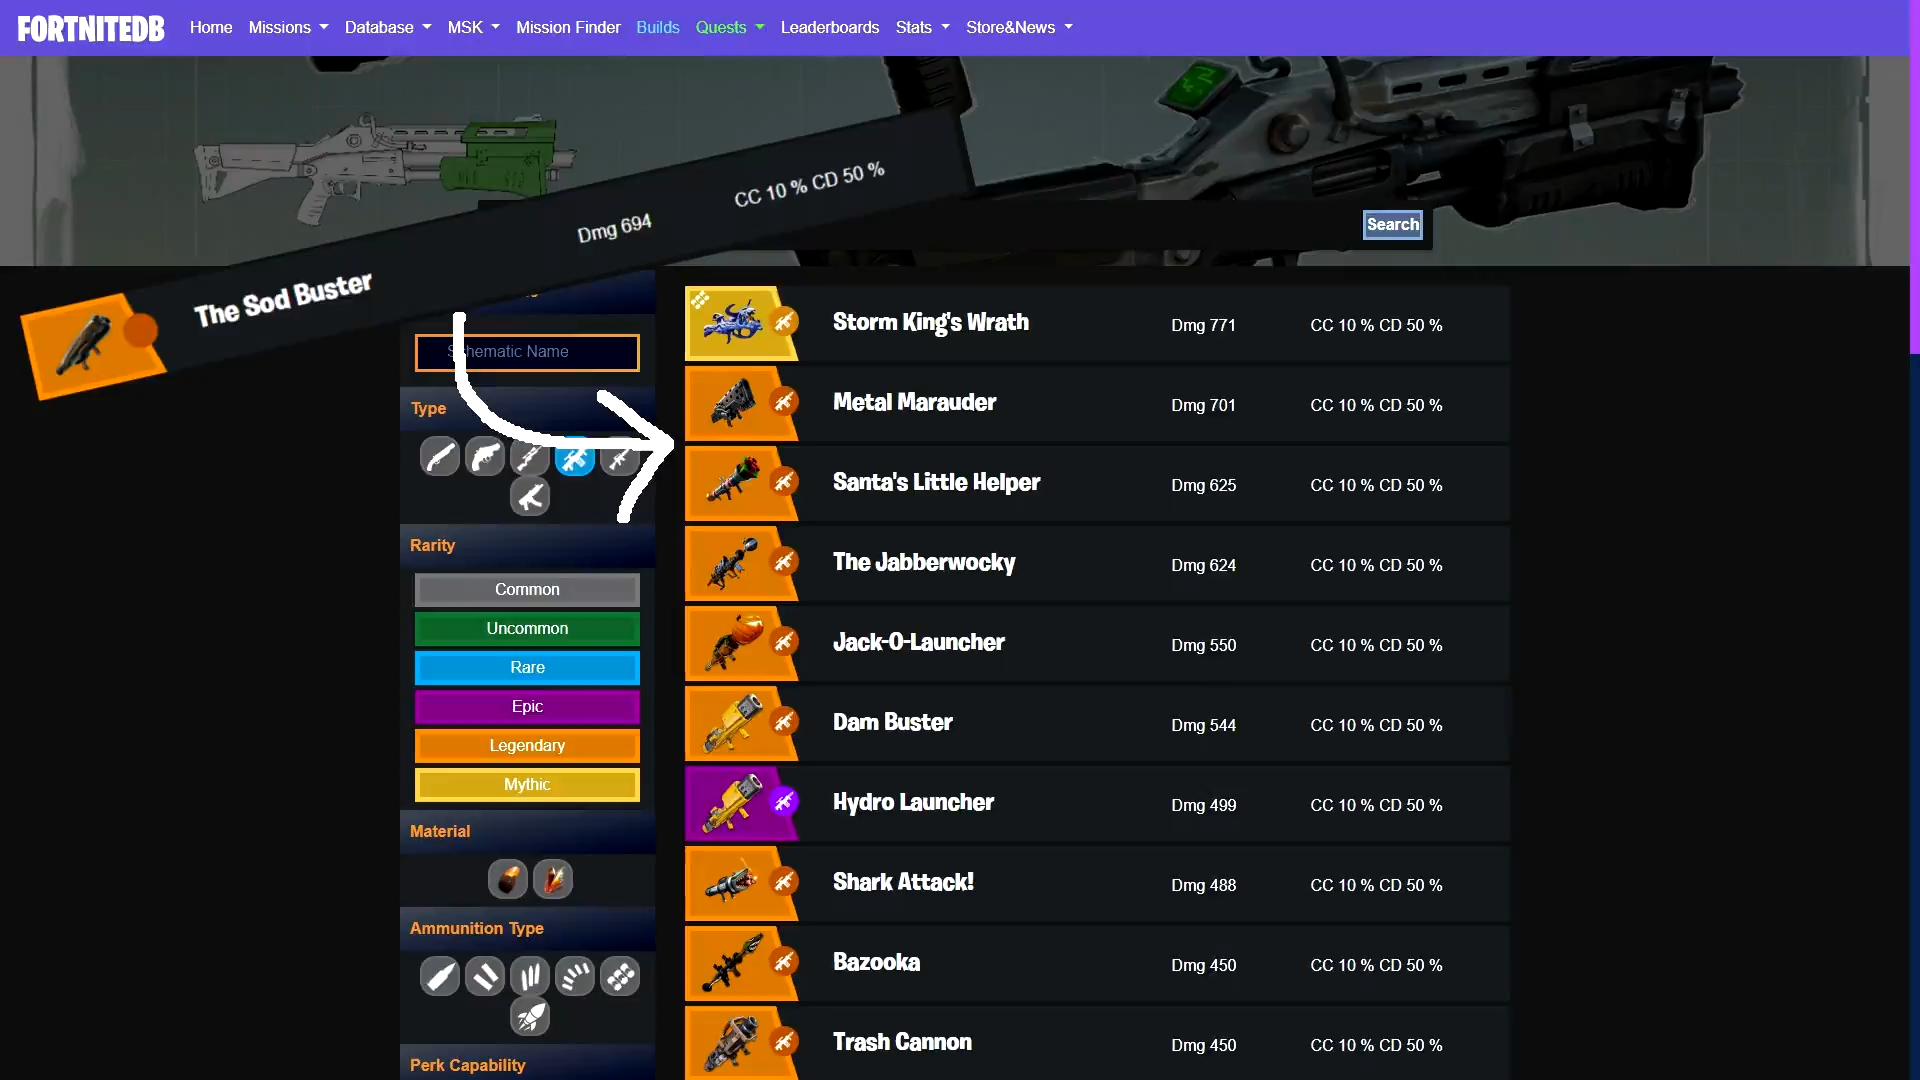 FORTNITEDB Home Missions Database MSK Mission Finder Builds Quests Leaderboards Stats Store&News
Search
The Sod Buster Dmg 694 CC 10 % CD 50 %
Schematic Name
Type
Rarity
Common
Uncommon
Rare
Epic
Legendary
Mythic
Material
Ammunition Type
Perk Capability
Storm King's Wrath Dmg 771 CC 10 % CD 50 %
Metal Marauder Dmg 701 CC 10 % CD 50 %
Santa's Little Helper Dmg 625 CC 10 % CD 50 %
The Jabberwocky Dmg 624 CC 10 % CD 50 %
Jack-O-Launcher Dmg 550 CC 10 % CD 50 %
Dam Buster Dmg 544 CC 10 % CD 50 %
Hydro Launcher Dmg 499 CC 10 % CD 50 %
Shark Attack! Dmg 488 CC 10 % CD 50 %
Bazooka Dmg 450 CC 10 % CD 50 %
Trash Cannon Dmg 450 CC 10 % CD 50 %